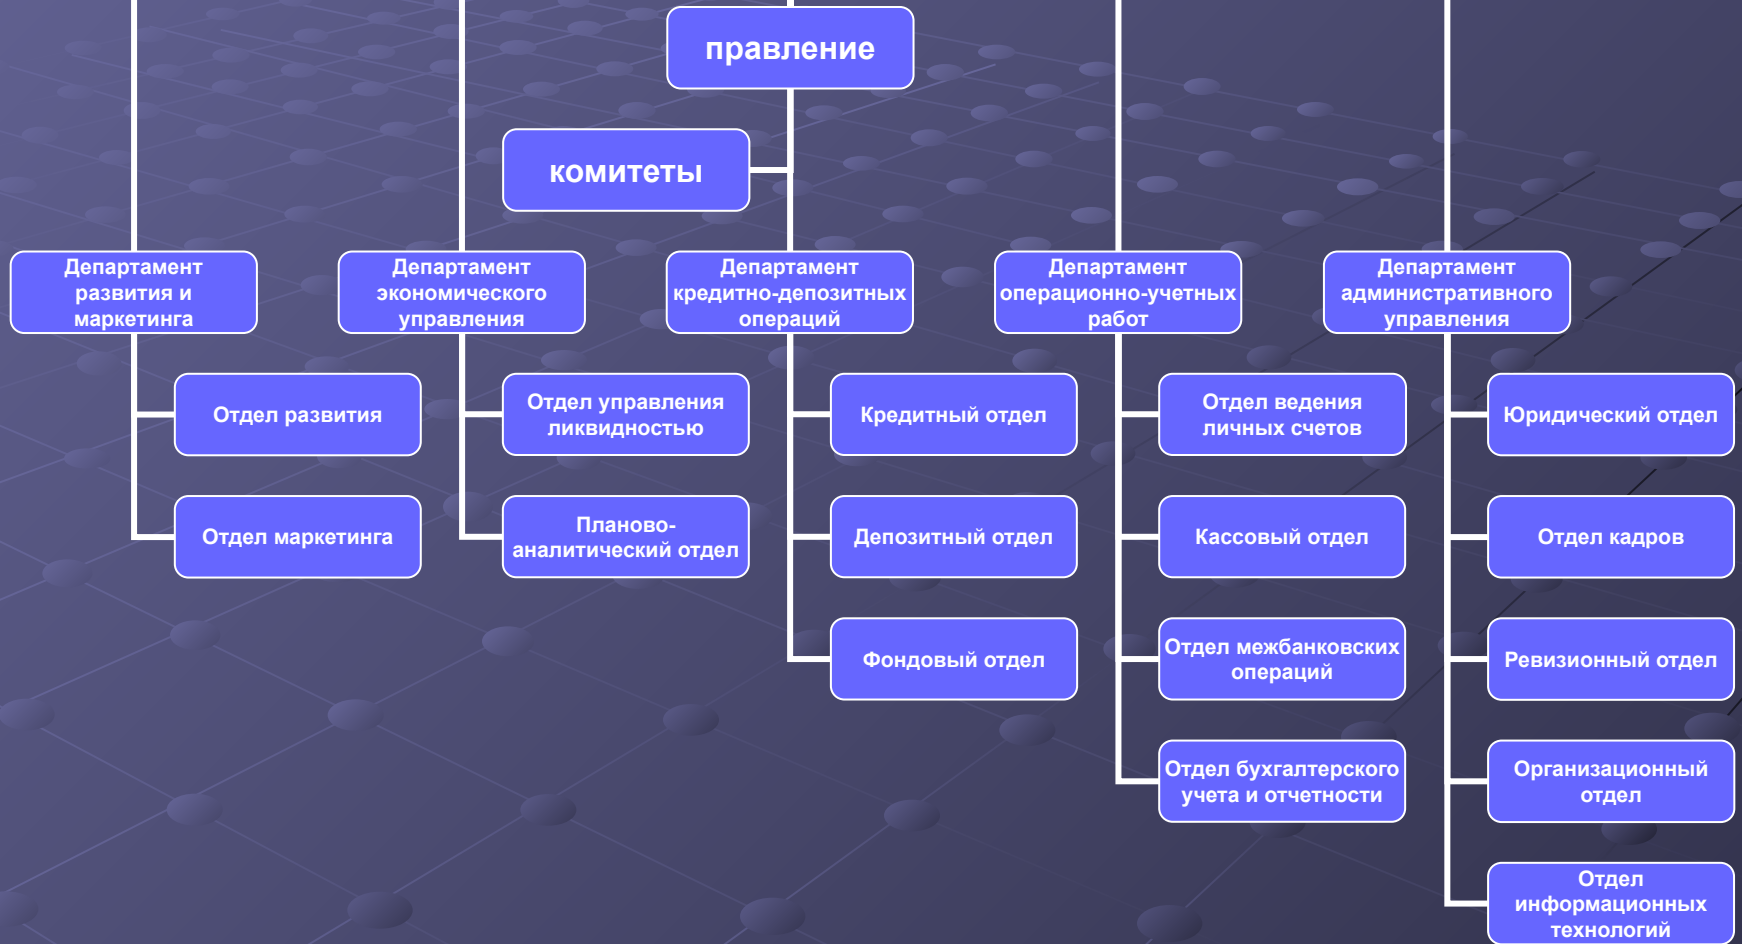 правление
комитеты
Департамент
развития и
маркетинга
Департамент
экономического
управления
Департамент
кредитно-депозитных
операций
Департамент
операционно-учетных
работ
Департамент
административного
управления
Отдел развития
Отдел управления
ликвидностью
Кредитный отдел
Отдел ведения
личных счетов
Юридический отдел
Отдел маркетинга
Планово-
аналитический отдел
Депозитный отдел
Кассовый отдел
Отдел кадров
Фондовый отдел
Отдел межбанковских
операций
Ревизионный отдел
Отдел бухгалтерского
учета и отчетности
Организационный
отдел
Отдел
информационных
технологий